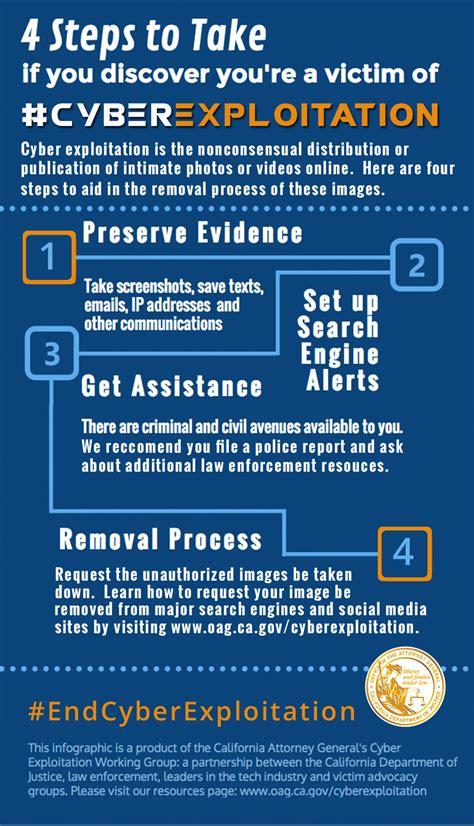 4 Steps to Take
if you discover you're a victim of
#CYBEREXPLOITATION
Cyber exploitation is the nonconsensual distribution or
publication of intimate photos or videos online. Here are four
steps to aid in the removal process of these images.
1
Preserve Evidence
Take screenshots, save texts,
emails, IP addresses and
other communications
2
Set up
Search
Engine
Alerts
3
Get Assistance
There are criminal and civil avenues available to you.
We reccomend you file a police report and ask
about additional law enforcement resouces.
4
Removal Process
Request the unauthorized images be taken
down. Learn how to request your image be
removed from major search engines and social media
sites by visiting www.oag.ca.gov/cyberexploitation.
#EndCyberExploitation
OFFICE OF THE ATTORNEY GENERAL
liberty
and justice
under law
DEPARTMENT OF JUSTICE
This infographic is a product of the California Attorney General's Cyber
Exploitation Working Group: a partnership between the California Department of
Justice, law enforcement, leaders in the tech industry and victim advocacy
groups. Please visit our resources page: www.oag.ca.gov/cyberexploitation